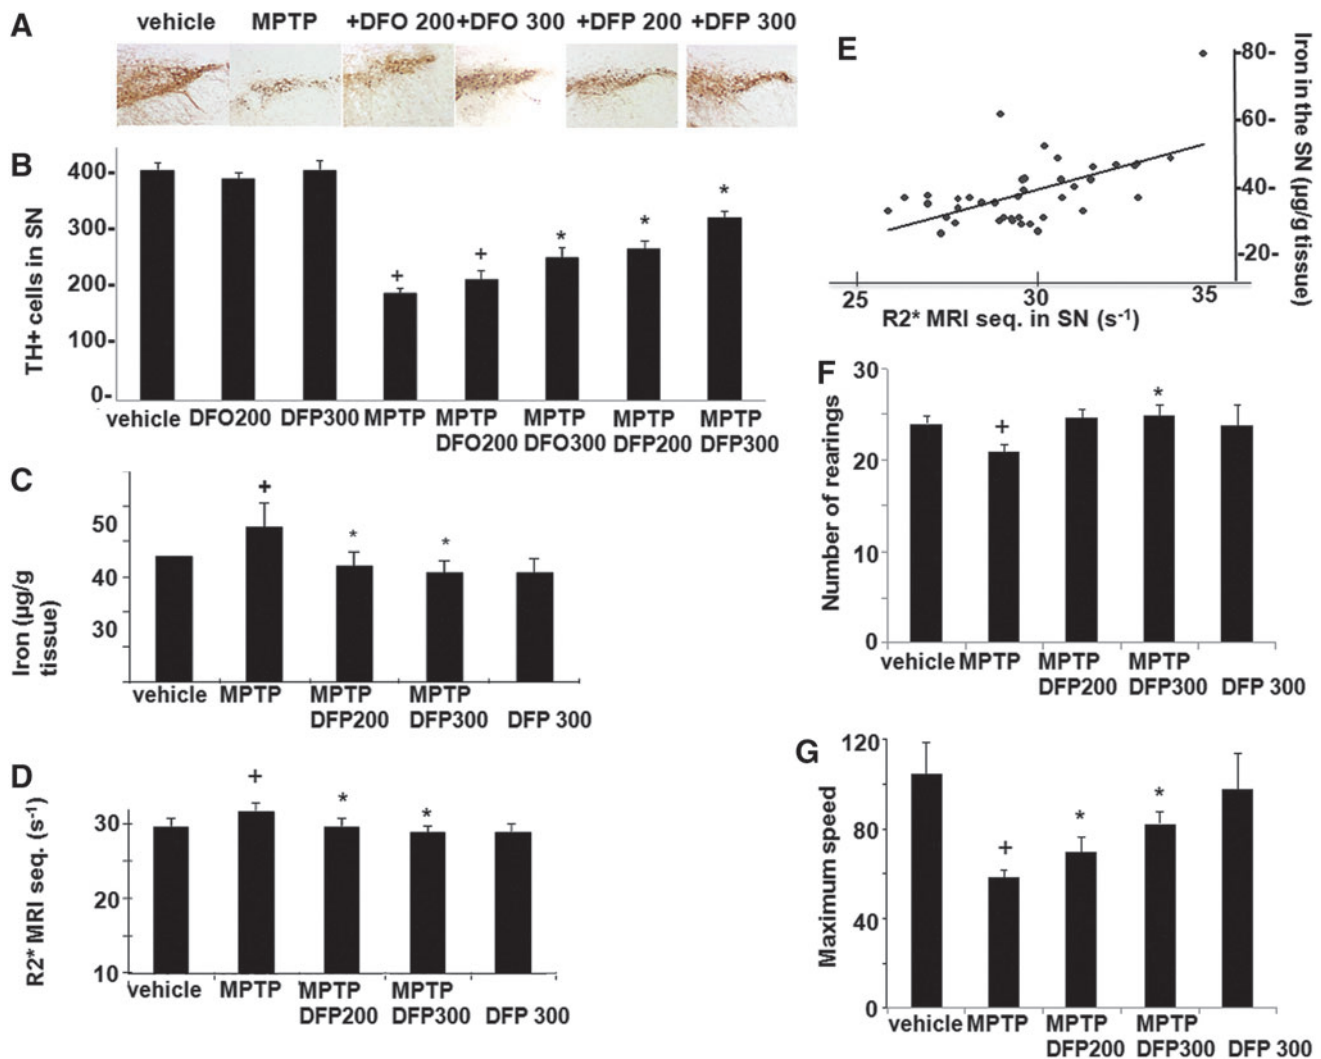 A
vehicle MPTP +DFO 200 +DFO 300 +DFP 200 +DFP 300
B
TH+ cells in SN
400-
300-
200-
100-
0-
+ + * * *
vehicle DFO200 DFP300 MPTP MPTP MPTP MPTP MPTP
DFO200 DFO300 DFP200 DFP300
C
Iron (µg/g
tissue)
50
40
30
+ * *
vehicle MPTP MPTP MPTP DFP 300
DFP200 DFP300
D
R2* MRI seq. (s-1)
30
20
10
+ * *
vehicle MPTP MPTP MPTP DFP 300
DFP200 DFP300
E
Iron in the SN (µg/g tissue)
-80-
-60-
-40-
-20-
25 30 35
R2* MRI seq. in SN (s-1)
F
Number of rearings
30
20
10
0
+ *
vehicle MPTP MPTP MPTP
DFP200 DFP300 DFP 300
G
Maximum speed
120
80
40
0
+ * *
vehicle MPTP MPTP MPTP
DFP200 DFP300 DFP 300